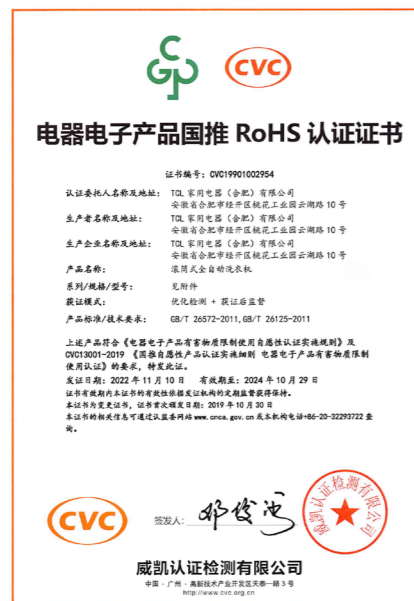 CGP
CVC
电器电子产品国推 RoHS 认证证书
证书编号：CVC19901002954
认证委托人名称及地址： TCL 家用电器（合肥）有限公司
安徽省合肥市经开区桃花工业园云湖路 10 号
生产者名称及地址： TCL 家用电器（合肥）有限公司
安徽省合肥市经开区桃花工业园云湖路 10 号
生产企业名称及地址： TCL 家用电器（合肥）有限公司
安徽省合肥市经开区桃花工业园云湖路 10 号
产品名称： 滚筒式全自动洗衣机
系列/规格/型号： 见附件
获证模式： 优化检测 + 获证后监督
产品标准/技术要求： GB/T 26572-2011,GB/T 26125-2011
上述产品符合《电器电子产品有害物质限制使用自愿性认证实施规则》及
CVC13001-2019 《国推自愿性产品认证实施细则 电器电子产品有害物质限制
使用认证》的要求，特发此证。
发证日期：2022 年 11 月 10 日 有效期至：2024 年 10 月 29 日
证书有效期内本证书的有效性依据发证机构的定期监督获得保持。
本证书为变更证书，证书首次颁发日期：2019 年 10 月 30 日
本证书的相关信息可通过认监委网站 www.cnca.gov.cn 或本机构电话+86-20-32293722 查
询。
CVC
签发人：
威凯认证检测有限公司
威凯认证检测有限公司
中国·广州·高新技术产业开发区天泰一路 3 号
http://www.cvc.org.cn